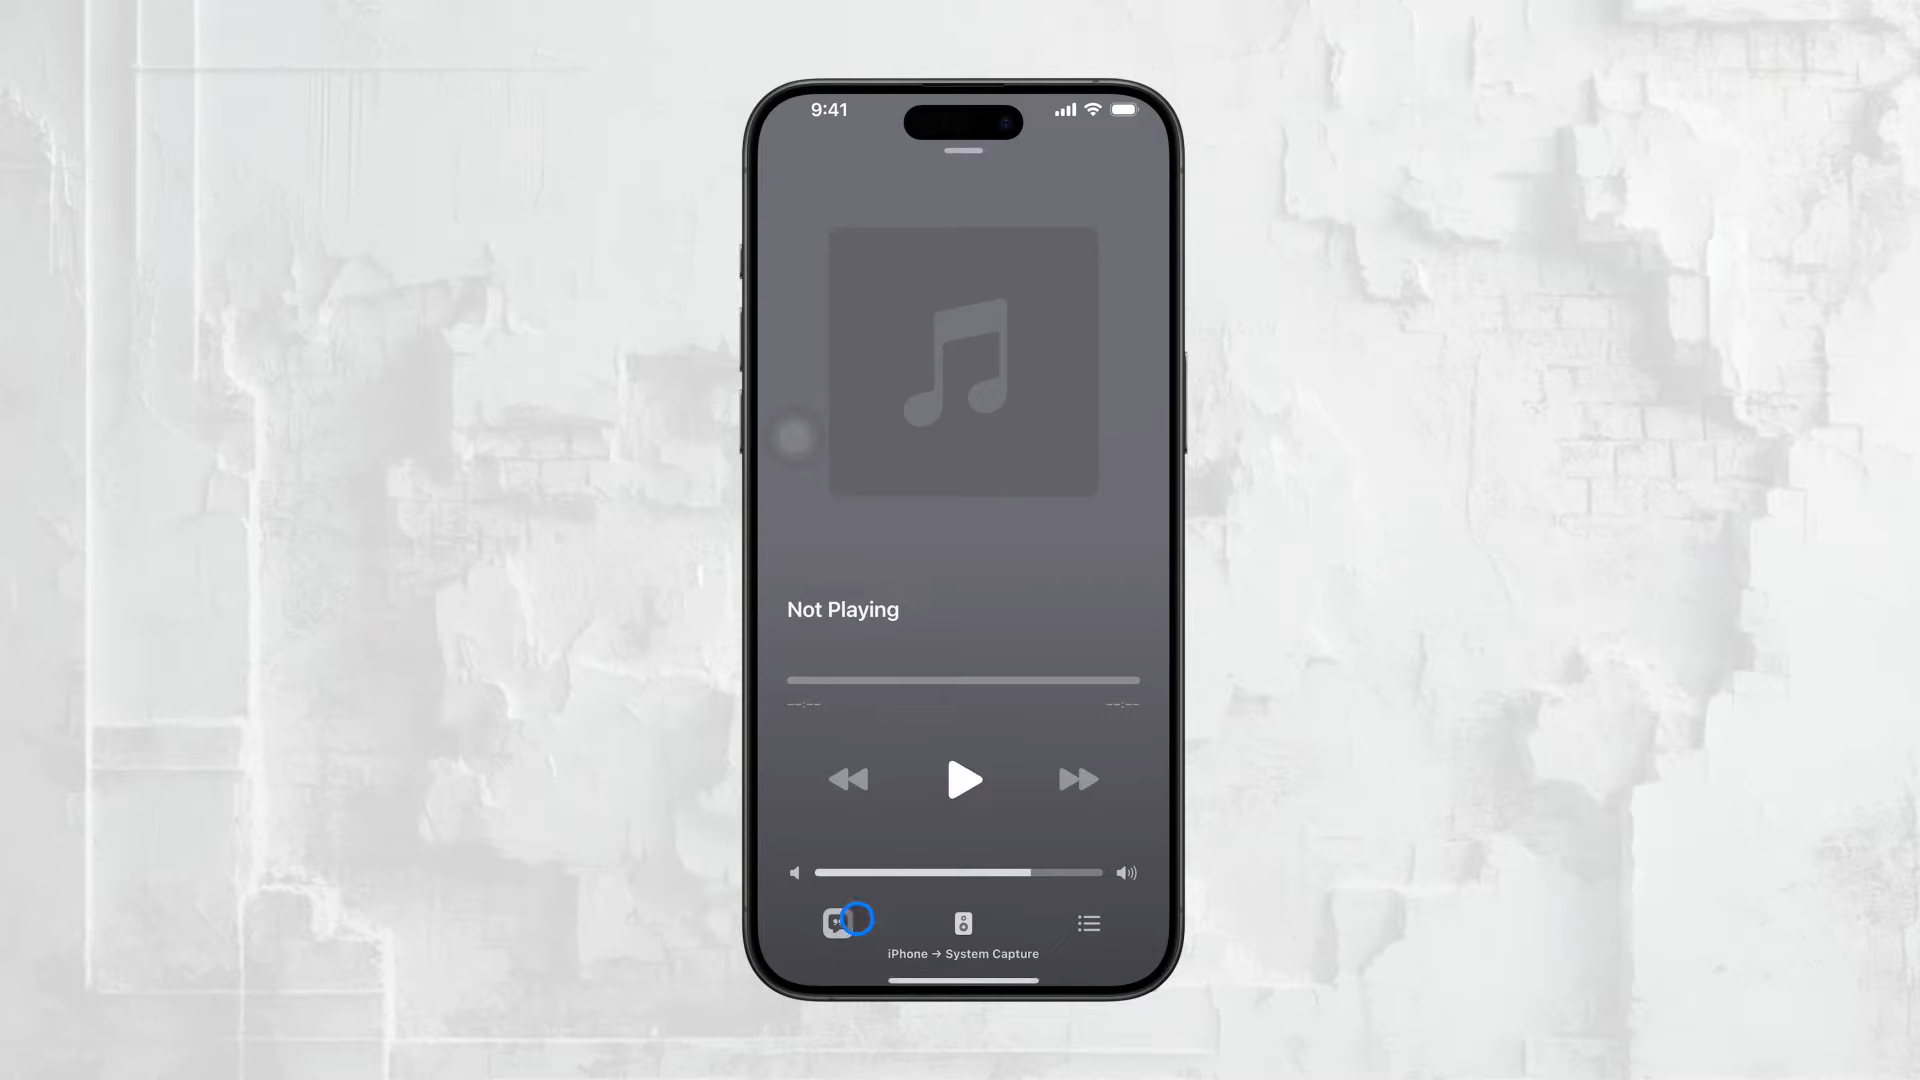 9:41
Not Playing
--:-- --:--
iPhone → System Capture